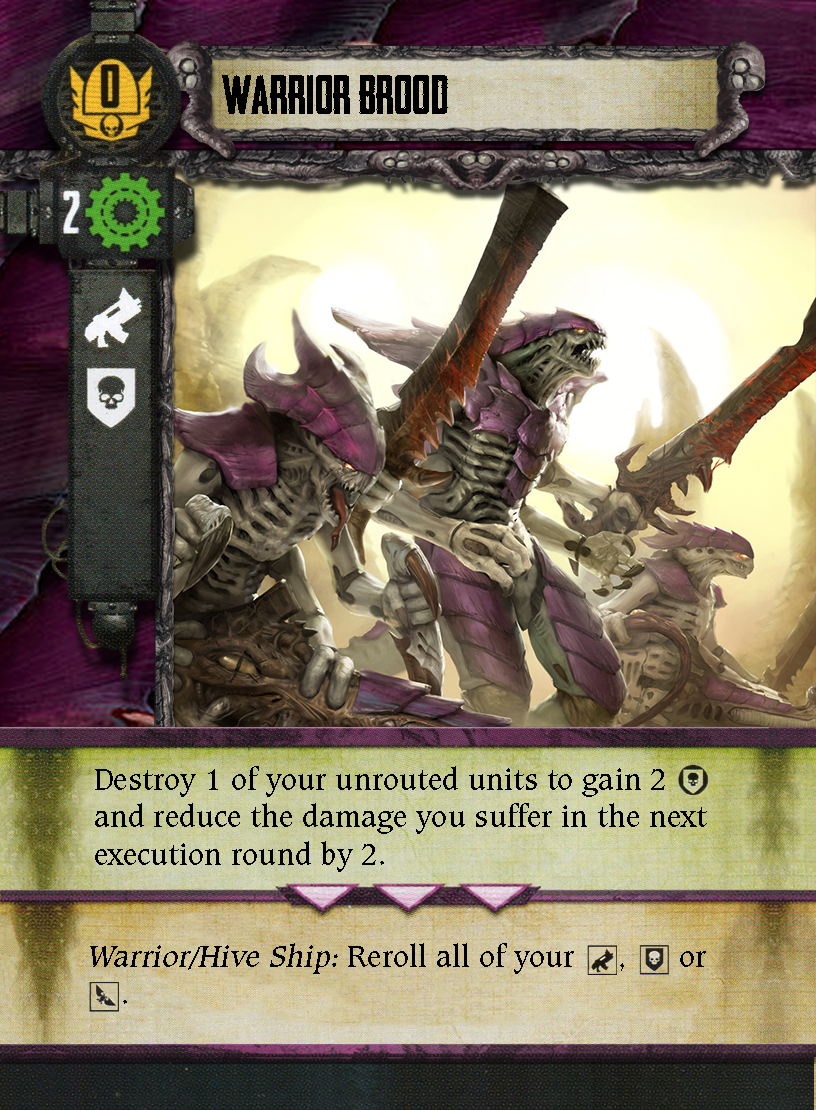 0
WARRIOR BROOD
2
Destroy 1 of your unrouted units to gain 2
and reduce the damage you suffer in the next
execution round by 2.
Warrior/Hive Ship: Reroll all of your , or
.